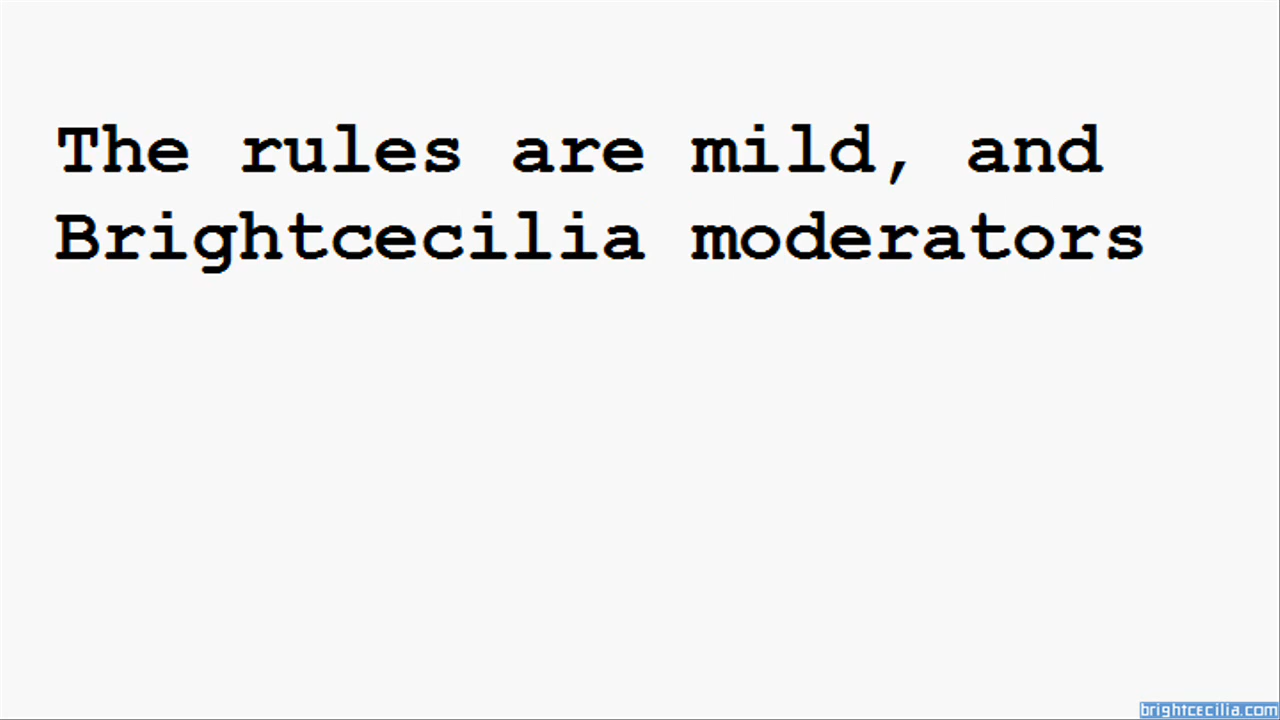 The rules are mild, and
Brightcecilia moderators
brightcecilia.com